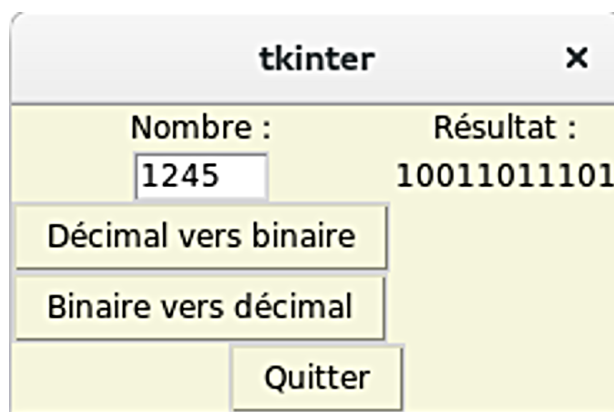 tkinter ×
Nombre : Résultat :
1245 10011011101
Décimal vers binaire
Binaire vers décimal
Quitter